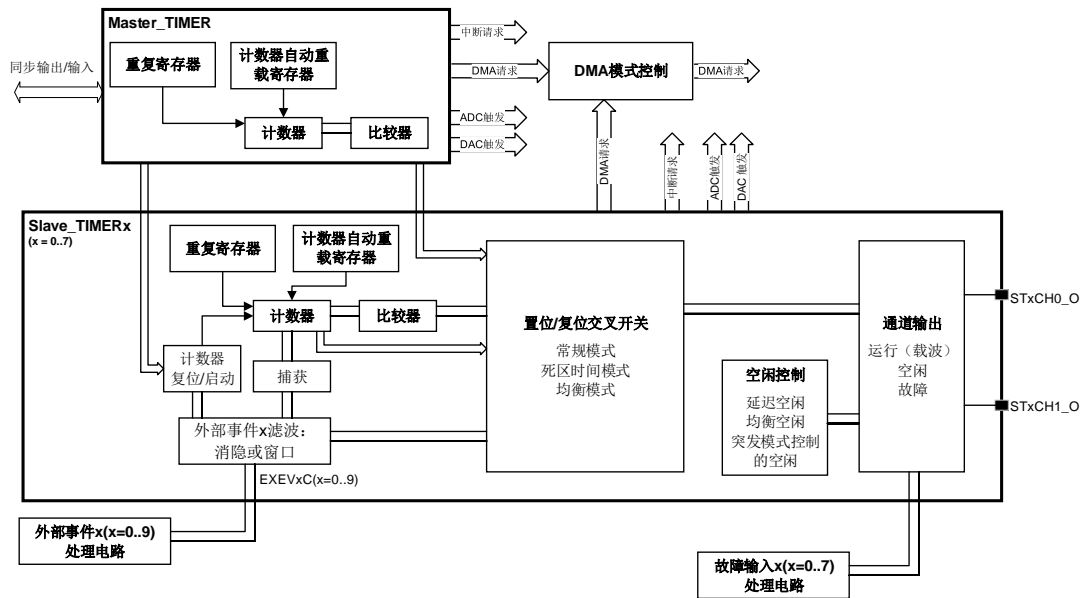 Master_TIMER
重复寄存器
计数器自动重
载寄存器
计数器
比较器
同步输出/输入
中断请求
DMA请求
ADC触发
DAC触发
DMA模式控制
DMA请求
DMA请求
中断请求
ADC触发
DAC 触发
Slave_TIMERx
(x = 0..7)
重复寄存器
计数器自动重
载寄存器
计数器
比较器
计数器
复位/启动
捕获
外部事件x滤波：
消隐或窗口
EXEVxC(x=0..9)
置位/复位交叉开关
常规模式
死区时间模式
均衡模式
空闲控制
延迟空闲
均衡空闲
突发模式控制
的空闲
通道输出
运行（载波）
空闲
故障
STxCH0_O
STxCH1_O
外部事件x(x=0..9)
处理电路
故障输入x(x=0..7)
处理电路